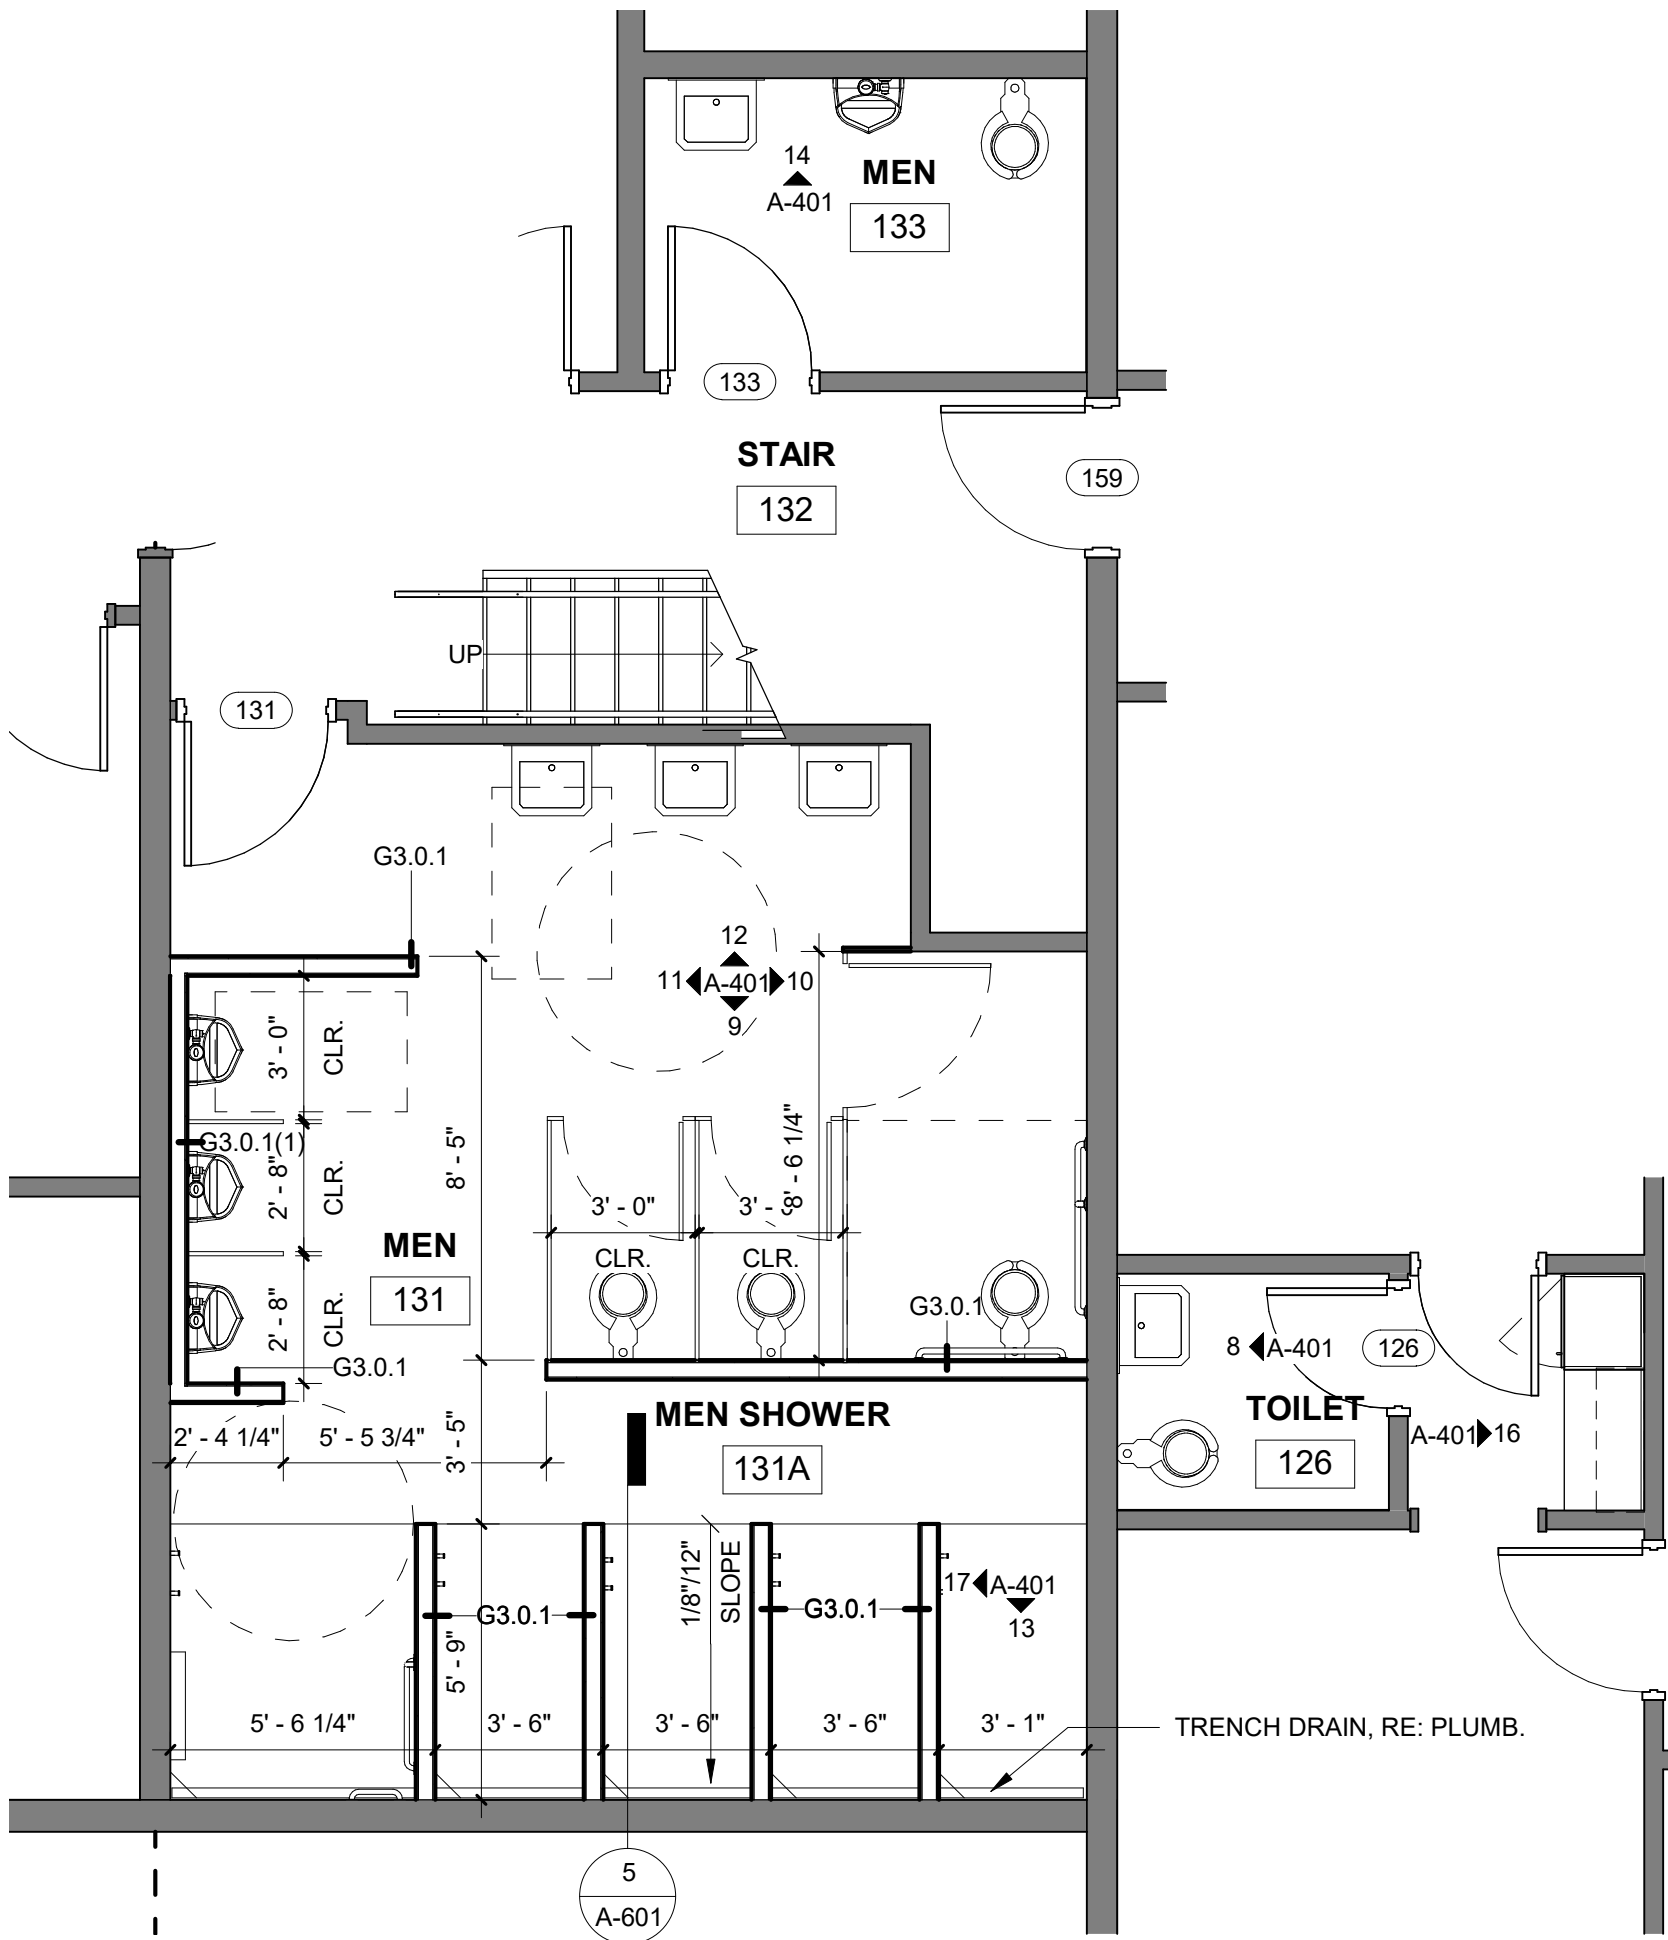 14
A-401
MEN
133
133
STAIR
132
159
UP
131
G3.0.1
12
11 A-401 10
9
3' - 0"
CLR.
G3.0.1(1)
2' - 8"
CLR.
8' - 5"
8' - 6 1/4"
3' - 0"
3' -
CLR.
CLR.
MEN
131
2' - 8"
CLR.
G3.0.1
G3.0.1
8 A-401
126
TOILET
126
A-401 16
MEN SHOWER
131A
2' - 4 1/4"
5' - 5 3/4"
3' - 5"
1/8"/12"
SLOPE
17 A-401
13
G3.0.1
G3.0.1
5' - 9"
5' - 6 1/4"
3' - 6"
3' - 6"
3' - 6"
3' - 1"
TRENCH DRAIN, RE: PLUMB.
5
A-601